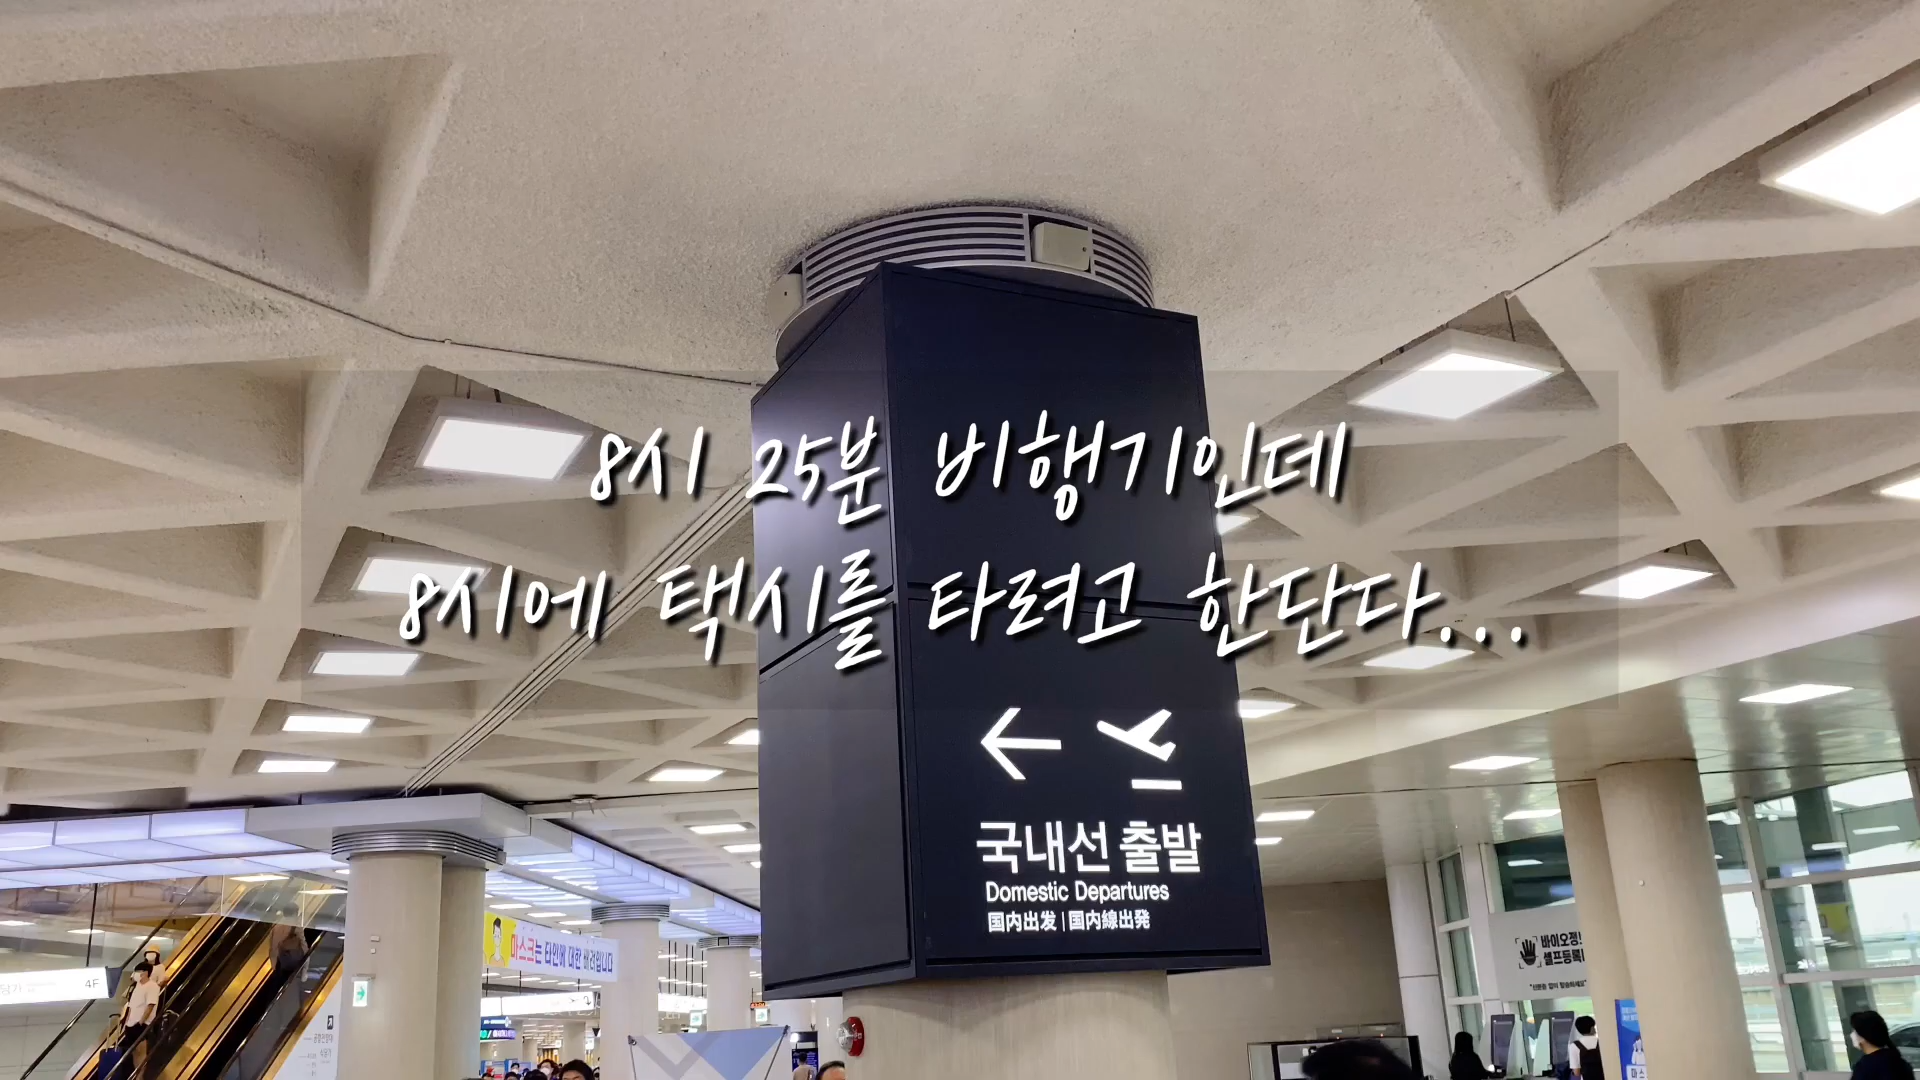 8시 25분 비행기인데
8시에 택시를 타려고 한단다...
국내선 출발
Domestic Departures
国内出发 | 国内線出発
마스크는 타인에 대한 배려입니다
4F
바이오정보
셀프등록